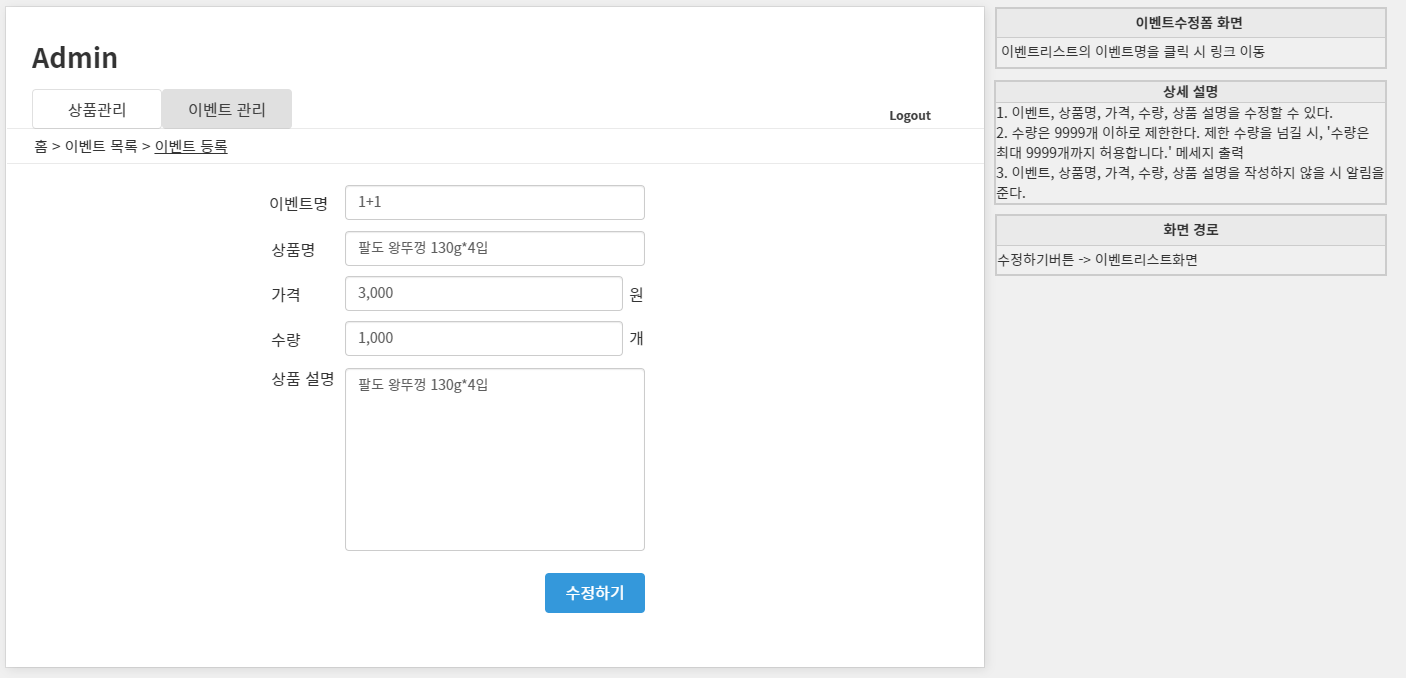 Admin
상품관리
이벤트 관리
Logout
홈 > 이벤트 목록 > 이벤트 등록
이벤트명
1+1
상품명
팔도 왕뚜껑 130g*4입
가격
3,000
원
수량
1,000
개
상품 설명
팔도 왕뚜껑 130g*4입
수정하기
이벤트수정폼 화면
이벤트리스트의 이벤트명을 클릭 시 링크 이동
상세 설명
1. 이벤트, 상품명, 가격, 수량, 상품 설명을 수정할 수 있다.
2. 수량은 9999개 이하로 제한한다. 제한 수량을 넘길 시, '수량은
최대 9999개까지 허용합니다.' 메세지 출력
3. 이벤트, 상품명, 가격, 수량, 상품 설명을 작성하지 않을 시 알림을
준다.
화면 경로
수정하기버튼 -> 이벤트리스트화면